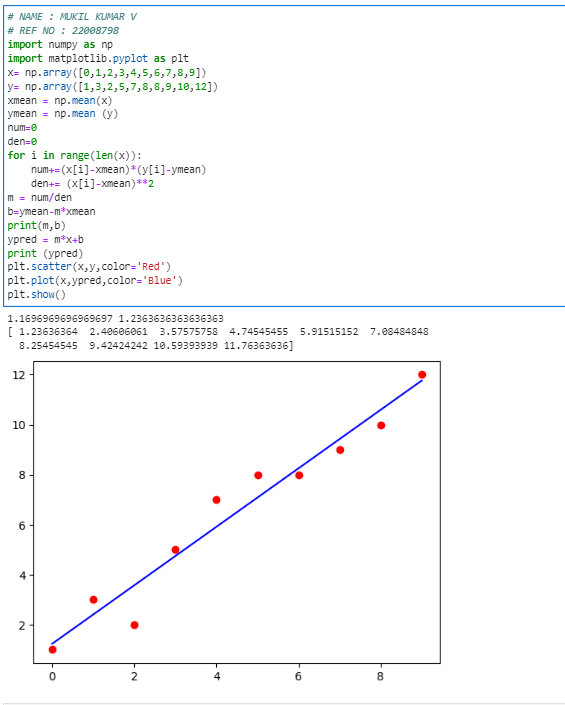 # NAME : MUKIL KUMAR V
# REF NO : 22008798
import numpy as np
import matplotlib.pyplot as plt
x= np.array([0,1,2,3,4,5,6,7,8,9])
y= np.array([1,3,2,5,7,8,8,9,10,12])
xmean = np.mean(x)
ymean = np.mean (y)
num=0
den=0
for i in range(len(x)):
    num+=(x[i]-xmean)*(y[i]-ymean)
    den+= (x[i]-xmean)**2
m = num/den
b=ymean-m*xmean
print(m,b)
ypred = m*x+b
print (ypred)
plt.scatter(x,y,color='Red')
plt.plot(x,ypred,color='Blue')
plt.show()
1.1696969696969697 1.2363636363636363
[ 1.23636364  2.40606061  3.57575758  4.74545455  5.91515152  7.08484848
  8.25454545  9.42424242 10.59393939 11.76363636]
12
10
8
6
4
2
0 2 4 6 8